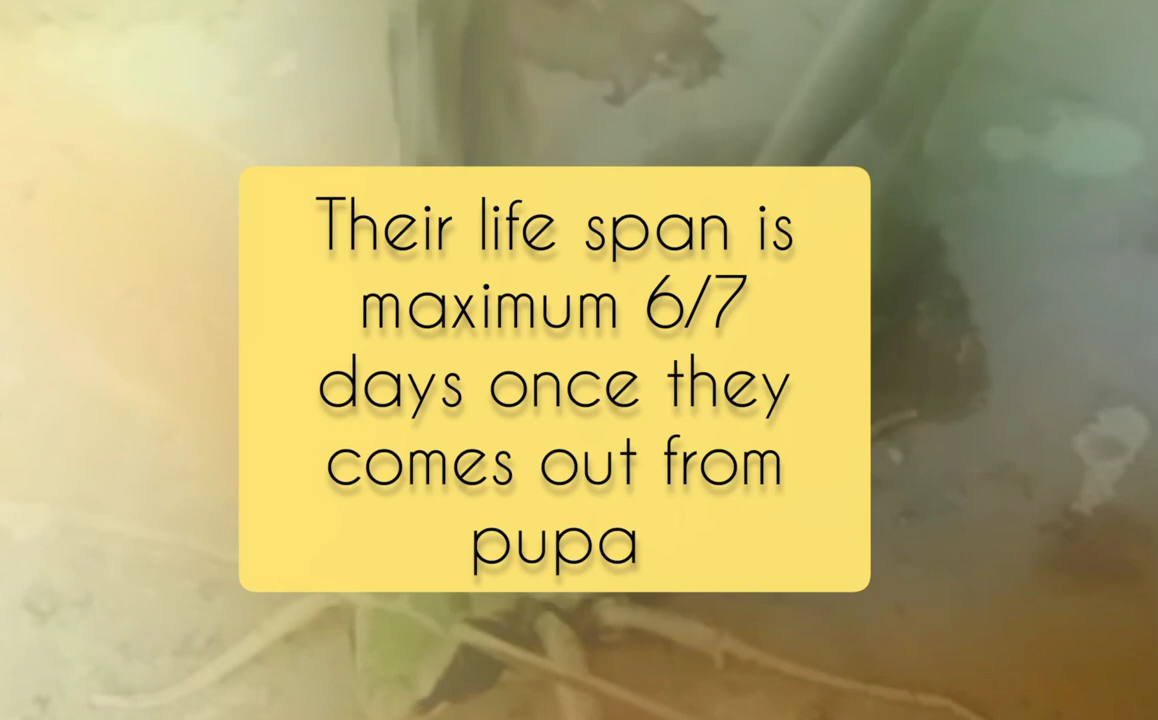 Their life span is
maximum 6/7
days once they
comes out from
pupa